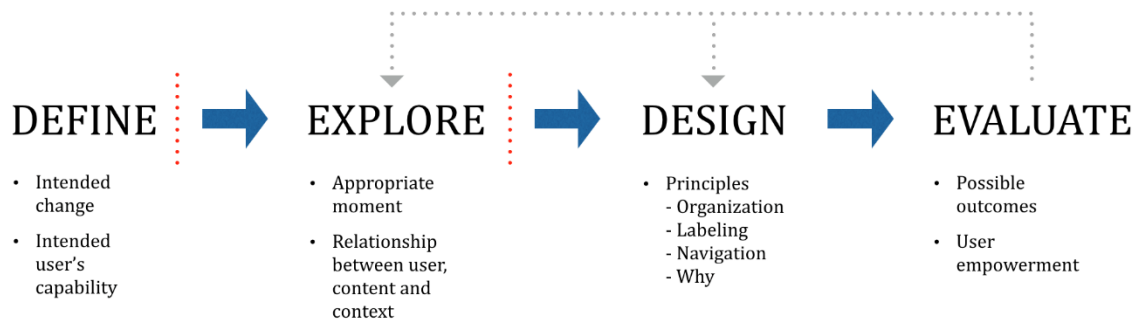 DEFINE
• Intended
change
• Intended
user’s
capability
EXPLORE
• Appropriate
moment
• Relationship
between user,
content and
context
DESIGN
• Principles
- Organization
- Labeling
- Navigation
- Why
EVALUATE
• Possible
outcomes
• User
empowerment